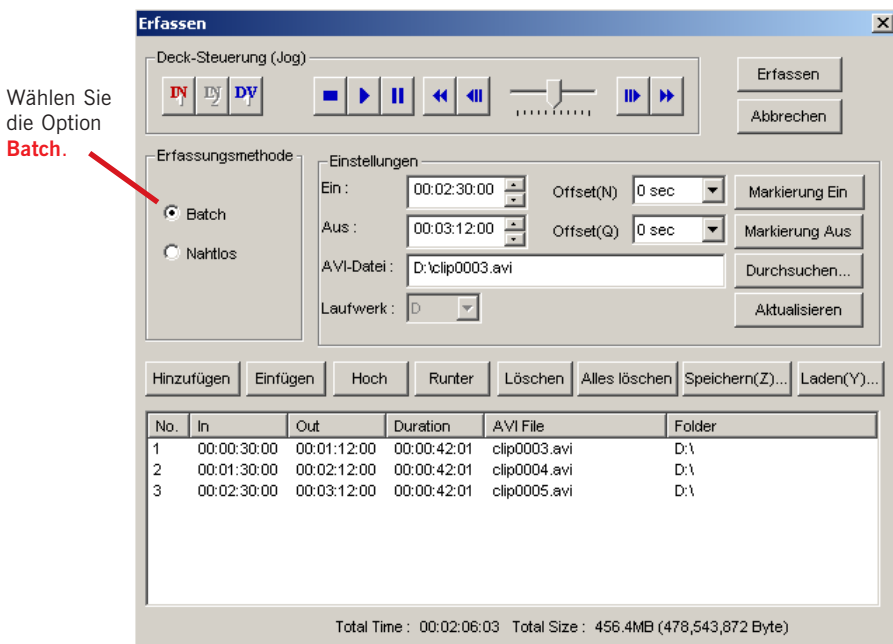 Erfassen
Wählen Sie
die Option
Batch.
Deck-Steuerung (Jog)
IN IN DV
Erfassen
Abbrechen
Erfassungsmethode
Batch
Nahtlos
Einstellungen
Ein : 00:02:30:00 Offset(N) 0 sec Markierung Ein
Aus : 00:03:12:00 Offset(Q) 0 sec Markierung Aus
AVI-Datei : D:\clip0003.avi Durchsuchen...
Laufwerk : D Aktualisieren
Hinzufügen Einfügen Hoch Runter Löschen Alles löschen Speichern(Z)... Laden(Y)...
No. In Out Duration AVI File Folder
1 00:00:30:00 00:01:12:00 00:00:42:01 clip0003.avi D:\
2 00:01:30:00 00:02:12:00 00:00:42:01 clip0004.avi D:\
3 00:02:30:00 00:03:12:00 00:00:42:01 clip0005.avi D:\
Total Time : 00:02:06:03 Total Size : 456.4MB (478,543,872 Byte)